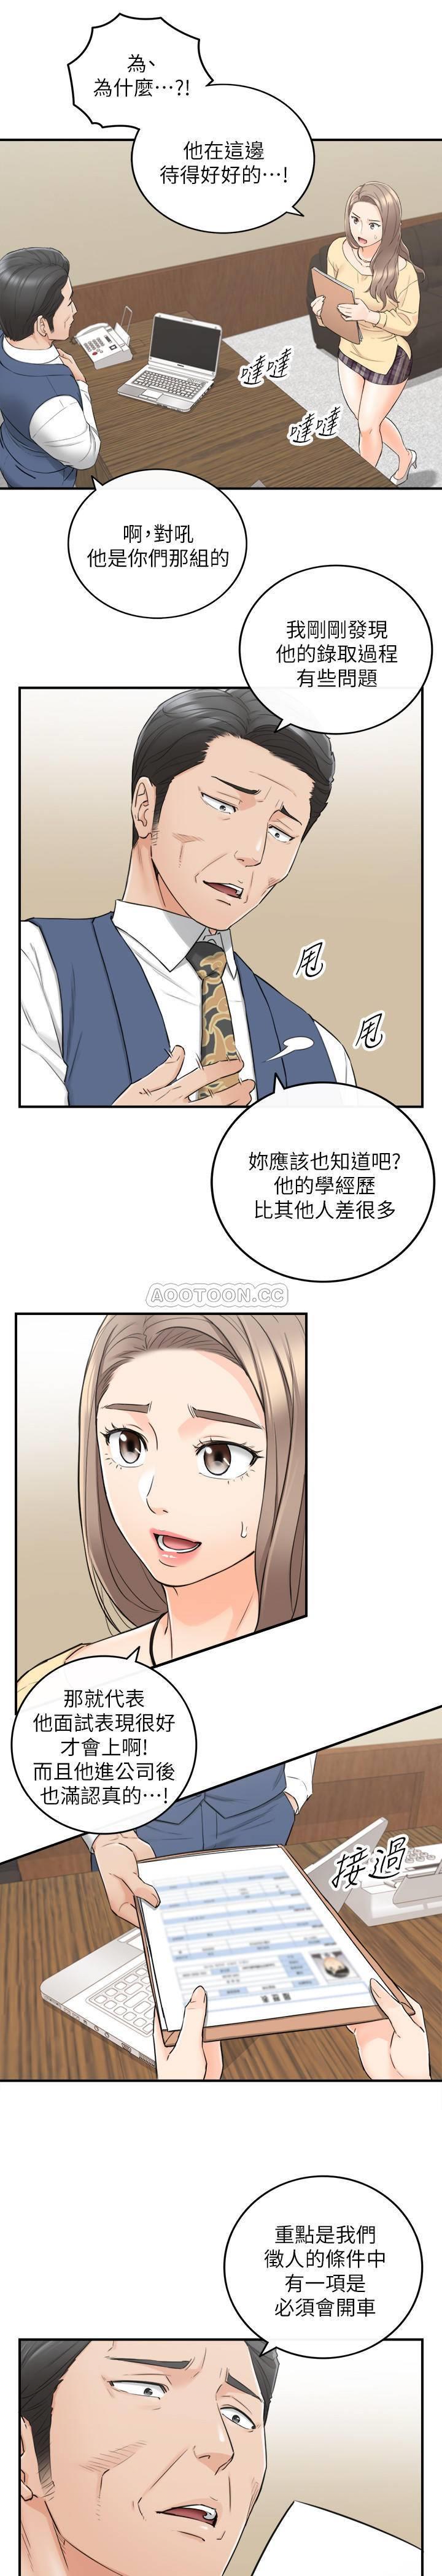 為、
為什麼…?!
他在這邊
待得好好的…!
噠噠
噠噠
啊,對吼
他是你們那組的
我剛剛發現
他的錄取過程
有些問題
甩
甩
妳應該也知道吧?
他的學經歷
比其他人差很多
AOOTOON.CC
那就代表
他面試表現很好
才會上啊!
而且他進公司後
也滿認真的…!
接過
重點是我們
徵人的條件中
有一項是
必須會開車